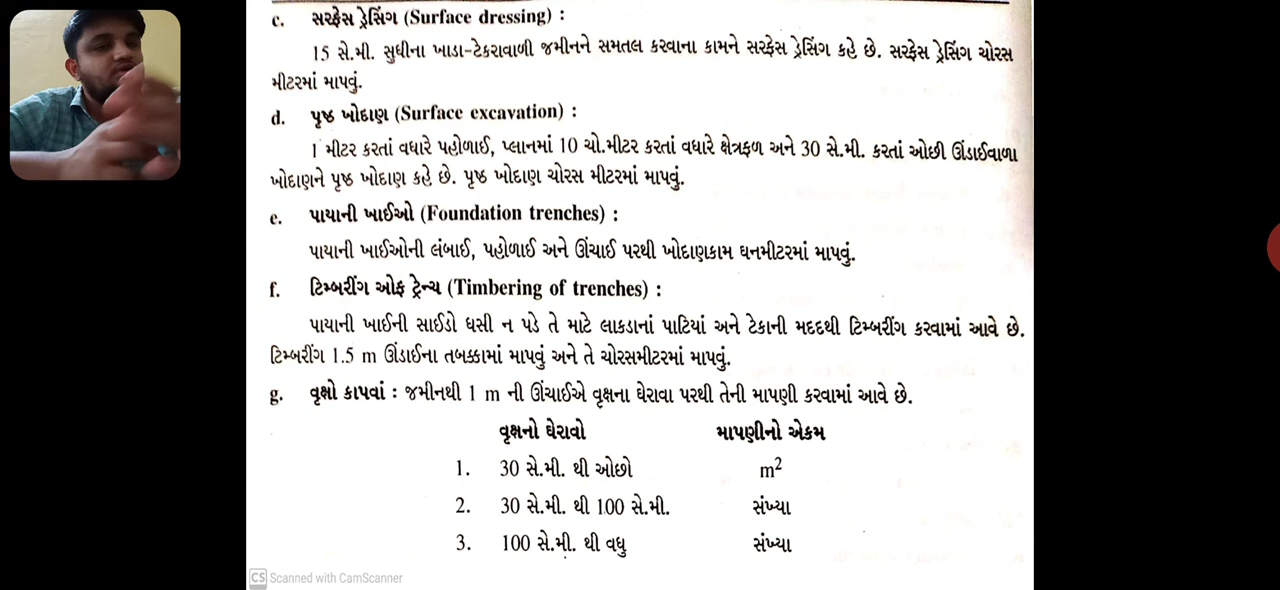 c. સરફેસ ડ્રેસિંગ (Surface dressing) :
15 સે.મી. સુધીના ખાડા-ટેકરાવાળી જમીનને સમતલ કરવાના કામને સરફેસ ડ્રેસિંગ કહે છે. સરફેસ ડ્રેસિંગ ચોરસ
મીટરમાં માપવું.
d. પૃષ્ઠ ખોદાણ (Surface excavation) :
1 મીટર કરતાં વધારે પહોળાઈ, પ્લાનમાં 10 ચો.મીટર કરતાં વધારે ક્ષેત્રફળ અને 30 સે.મી. કરતાં ઓછી ઊંડાઈવાળા
ખોદાણને પૃષ્ઠ ખોદાણ કહે છે. પૃષ્ઠ ખોદાણ ચોરસ મીટરમાં માપવું.
e. પાયાની ખાઈઓ (Foundation trenches) :
પાયાની ખાઈઓની લંબાઈ, પહોળાઈ અને ઊંચાઈ પરથી ખોદાણકામ ઘનમીટરમાં માપવું.
f. ટિમ્બરીંગ ઓફ ટ્રેન્ચ (Timbering of trenches) :
પાયાની ખાઈની સાઈડો ધસી ન પડે તે માટે લાકડાનાં પાટિયાં અને ટેકાની મદદથી ટિમ્બરીંગ કરવામાં આવે છે.
ટિમ્બરીંગ 1.5 m ઊંડાઈના તબક્કામાં માપવું અને તે ચોરસમીટરમાં માપવું.
g. વૃક્ષો કાપવાં : જમીનથી 1 m ની ઊંચાઈએ વૃક્ષના ઘેરાવા પરથી તેની માપણી કરવામાં આવે છે.
વૃક્ષનો ઘેરાવો માપણીનો એકમ
1. 30 સે.મી. થી ઓછો m²
2. 30 સે.મી. થી 100 સે.મી. સંખ્યા
3. 100 સે.મી. થી વધુ સંખ્યા
CS Scanned with CamScanner